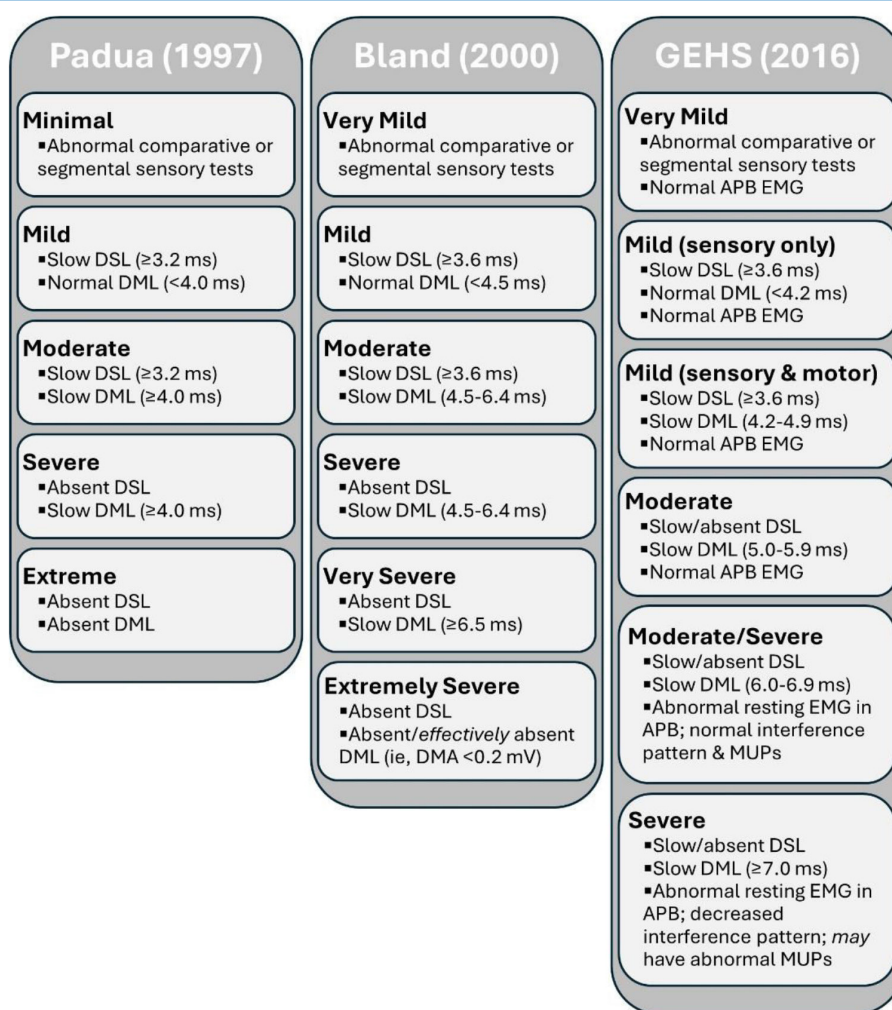 Padua (1997)
Minimal
▪Abnormal comparative or
segmental sensory tests
Mild
▪Slow DSL (≥3.2 ms)
▪Normal DML (<4.0 ms)
Moderate
▪Slow DSL (≥3.2 ms)
▪Slow DML (≥4.0 ms)
Severe
▪Absent DSL
▪Slow DML (≥4.0 ms)
Extreme
▪Absent DSL
▪Absent DML
Bland (2000)
Very Mild
▪Abnormal comparative or
segmental sensory tests
Mild
▪Slow DSL (≥3.6 ms)
▪Normal DML (<4.5 ms)
Moderate
▪Slow DSL (≥3.6 ms)
▪Slow DML (4.5-6.4 ms)
Severe
▪Absent DSL
▪Slow DML (4.5-6.4 ms)
Very Severe
▪Absent DSL
▪Slow DML (≥6.5 ms)
Extremely Severe
▪Absent DSL
▪Absent/effectively absent
DML (ie, DMA <0.2 mV)
GEHS (2016)
Very Mild
▪Abnormal comparative or
segmental sensory tests
▪Normal APB EMG
Mild (sensory only)
▪Slow DSL (≥3.6 ms)
▪Normal DML (<4.2 ms)
▪Normal APB EMG
Mild (sensory & motor)
▪Slow DSL (≥3.6 ms)
▪Slow DML (4.2-4.9 ms)
▪Normal APB EMG
Moderate
▪Slow/absent DSL
▪Slow DML (5.0-5.9 ms)
▪Normal APB EMG
Moderate/Severe
▪Slow/absent DSL
▪Slow DML (6.0-6.9 ms)
▪Abnormal resting EMG in
APB; normal interference
pattern & MUPs
Severe
▪Slow/absent DSL
▪Slow DML (≥7.0 ms)
▪Abnormal resting EMG in
APB; decreased
interference pattern; may
have abnormal MUPs